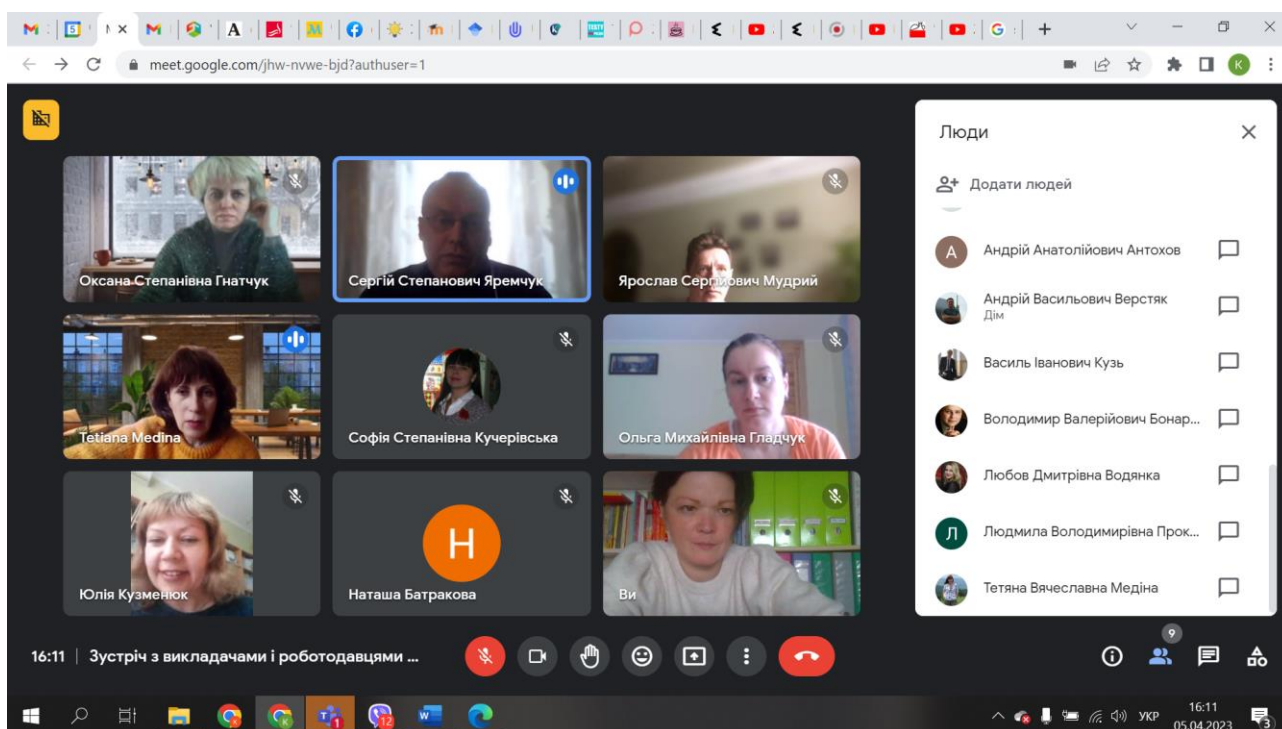 meet.google.com/jhw-nvwe-bjd?authuser=1
K
Люди
Додати людей
А
Андрій Анатолійович Антохов
Андрій Васильович Верстяк
Дім
Василь Іванович Кузь
Володимир Валерійович Бонар...
Любов Дмитрівна Водянка
Л
Людмила Володимирівна Прок...
Тетяна Вячеславна Медіна
Оксана Степанівна Гнатчук
Сергій Степанович Яремчук
Ярослав Сергійович Мудрий
Tetiana Medina
Софія Степанівна Кучерівська
Ольга Михайлівна Гладчук
Юлія Кузменюк
Н
Наташа Батракова
Ви
16:11 | Зустріч з викладачами і роботодавцями ...
9
12
УКР
16:11
05.04.2023
3